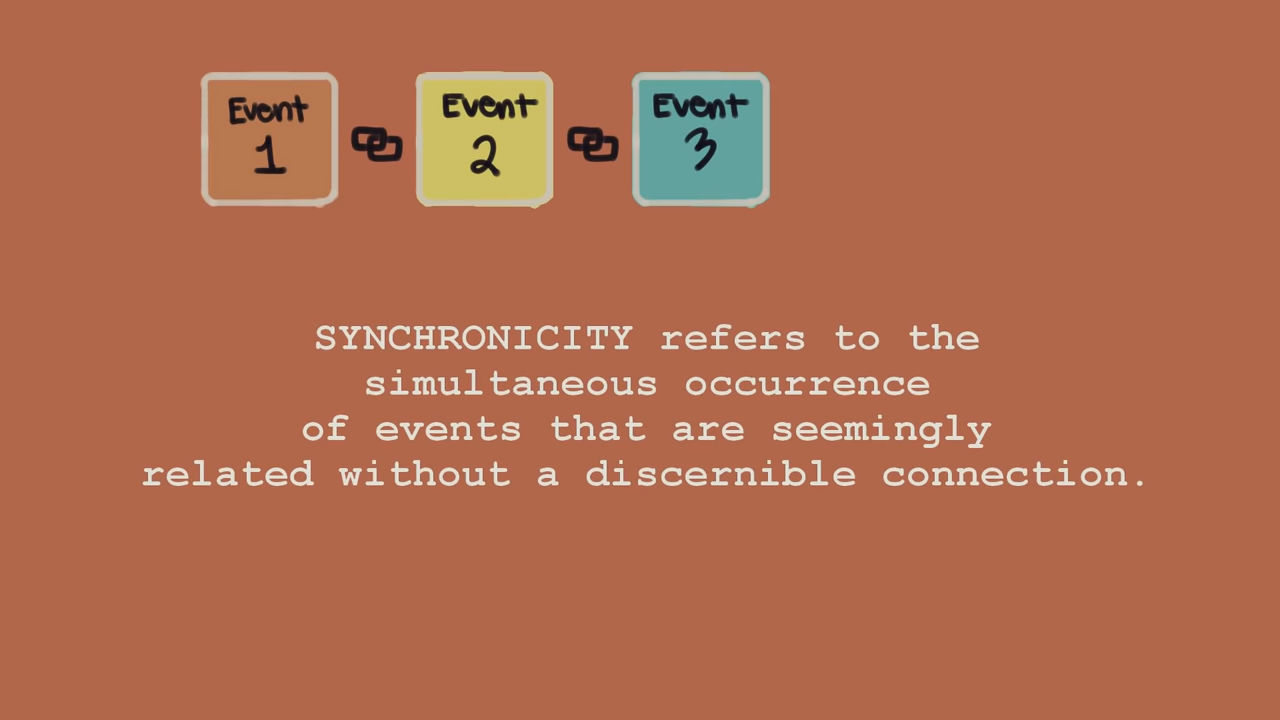 Event
1
Event
2
Event
3
SYNCHRONICITY refers to the
simultaneous occurrence
of events that are seemingly
related without a discernible connection.